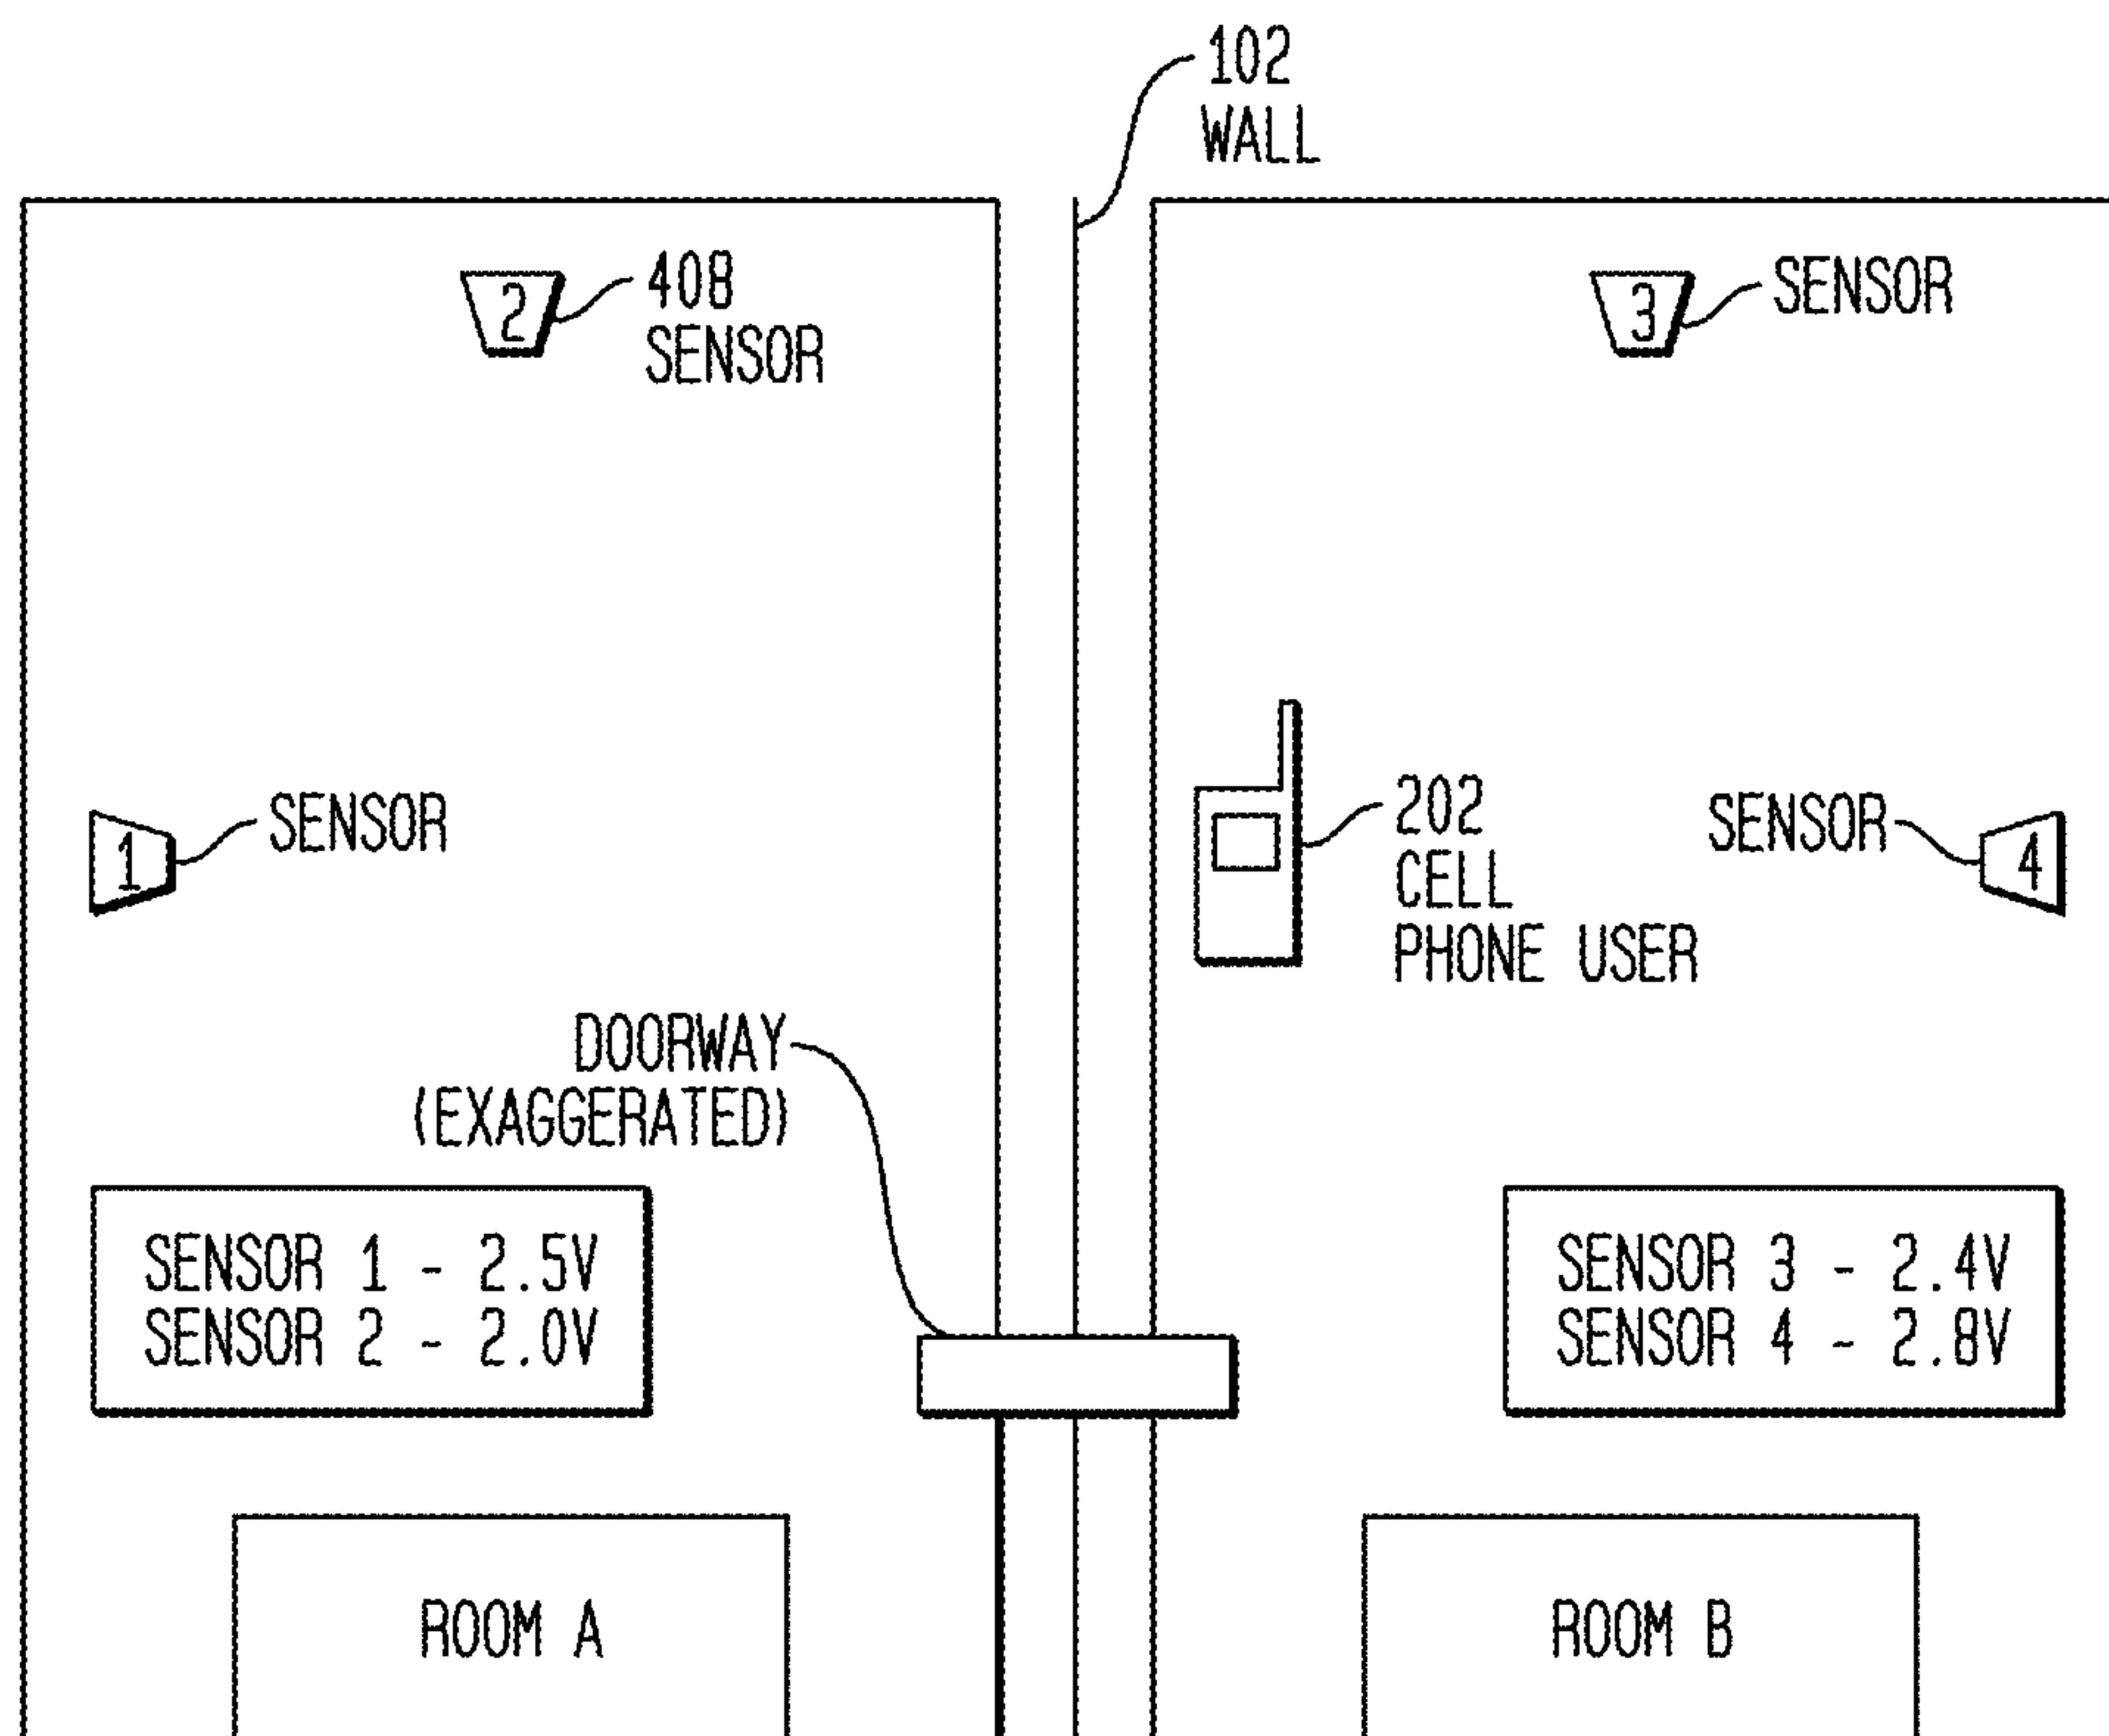 102
WALL
2
408
SENSOR
3
SENSOR
1
SENSOR
202
CELL
PHONE USER
SENSOR
4
DOORWAY
(EXAGGERATED)
SENSOR 1 - 2.5V
SENSOR 2 - 2.0V
SENSOR 3 - 2.4V
SENSOR 4 - 2.8V
ROOM A
ROOM B